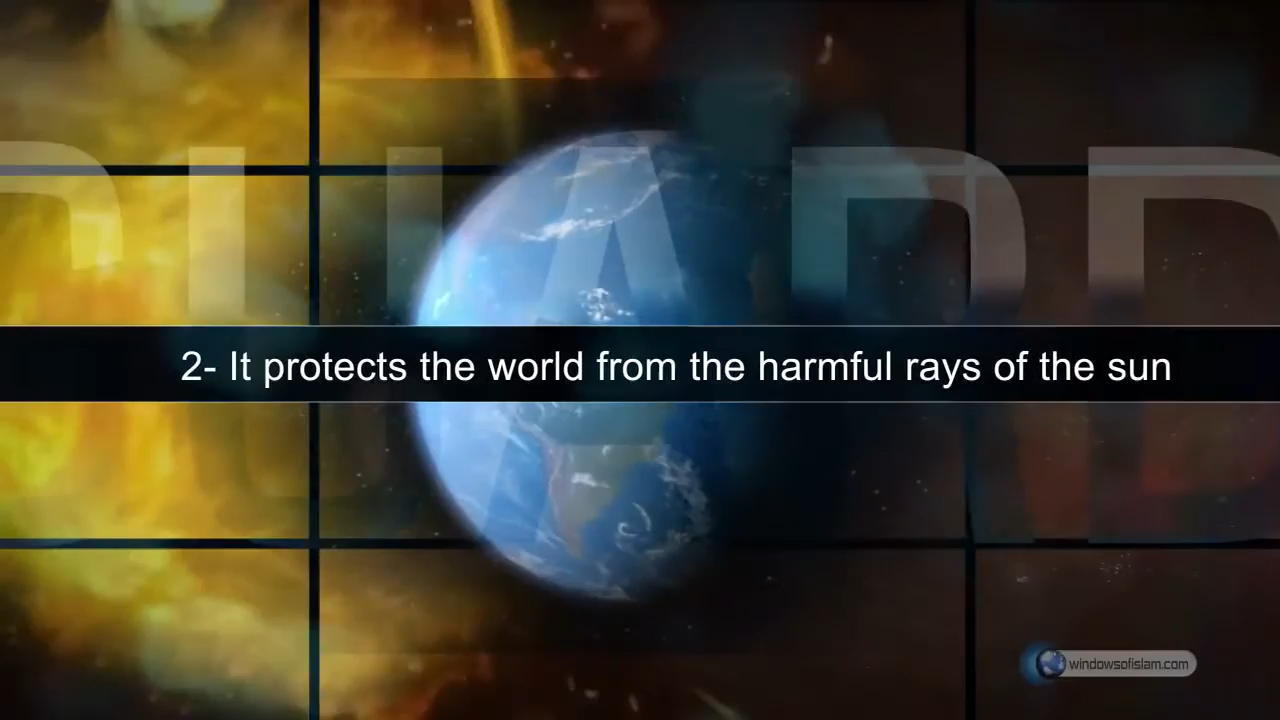 2- It protects the world from the harmful rays of the sun
windowsofislam.com